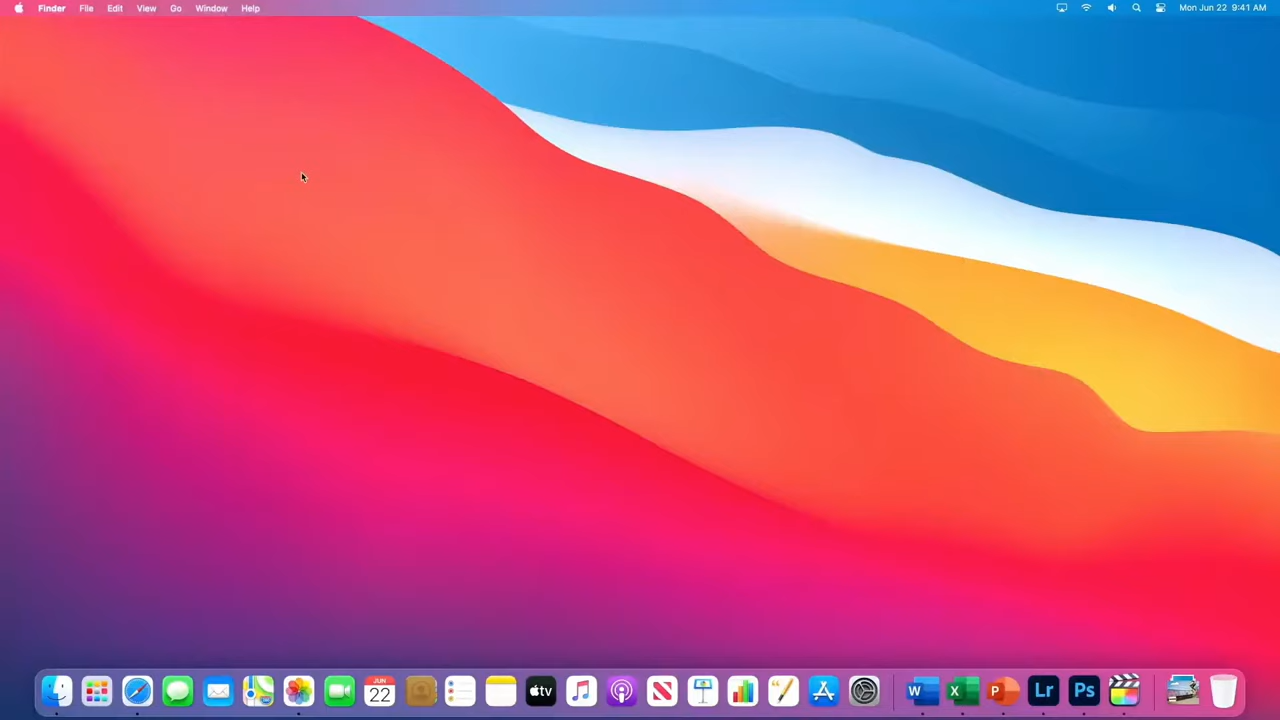 Finder File Edit View Go Window Help Mon Jun 22 9:41 AM
JUN
22
tv
W X P Lr Ps